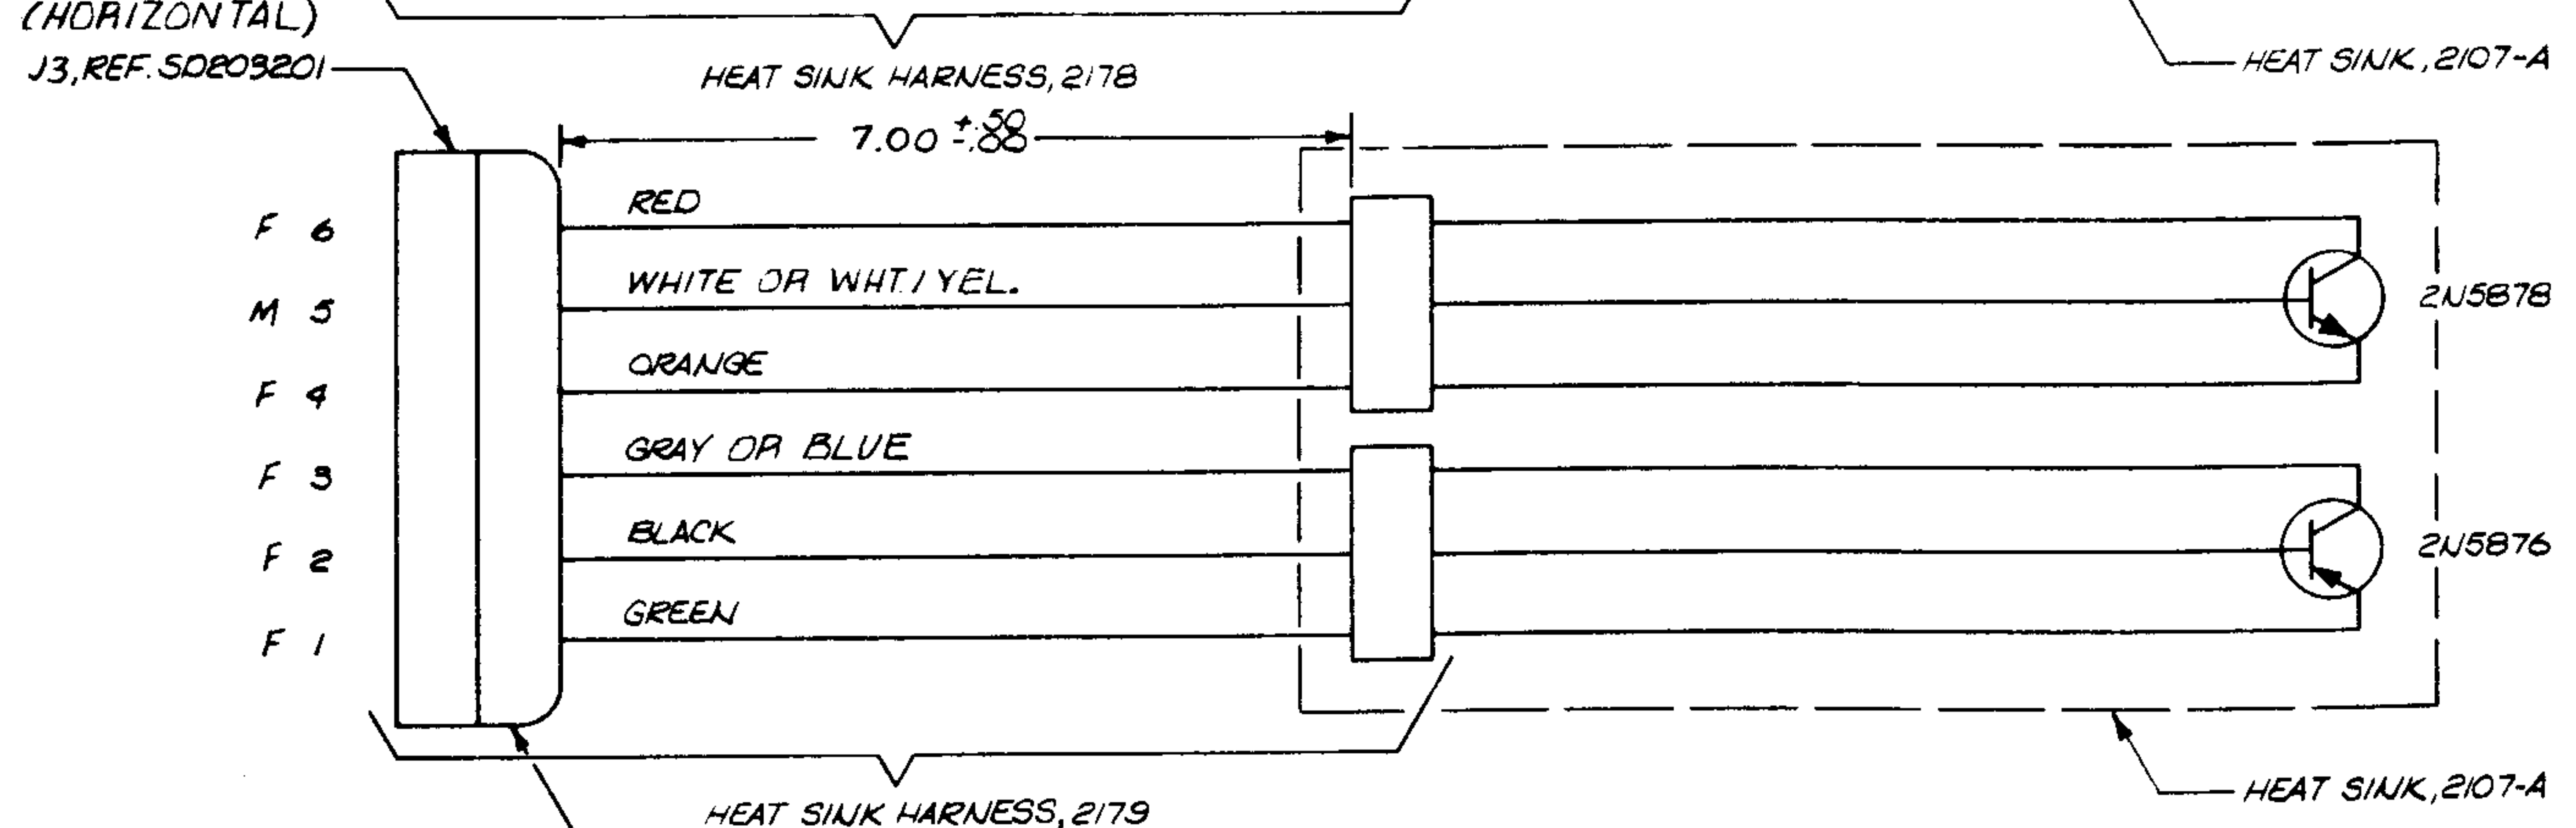 (HORIZONTAL)
J3, REF. SD203201
HEAT SINK HARNESS, 2178
HEAT SINK, 2107-A
7.00 +.50
F 6 RED
M 5 WHITE OR WHT/YEL.
F 4 ORANGE
F 3 GRAY OR BLUE
F 2 BLACK
F 1 GREEN
2N5878
2N5876
HEAT SINK HARNESS, 2179
HEAT SINK, 2107-A